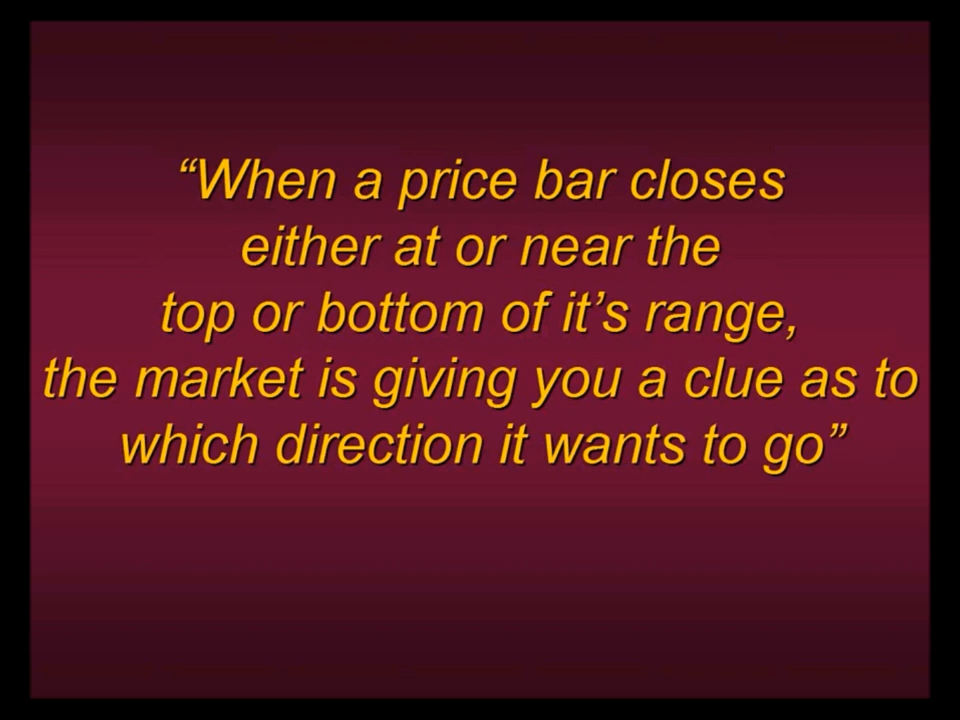 “When a price bar closes
either at or near the
top or bottom of it’s range,
the market is giving you a clue as to
which direction it wants to go”